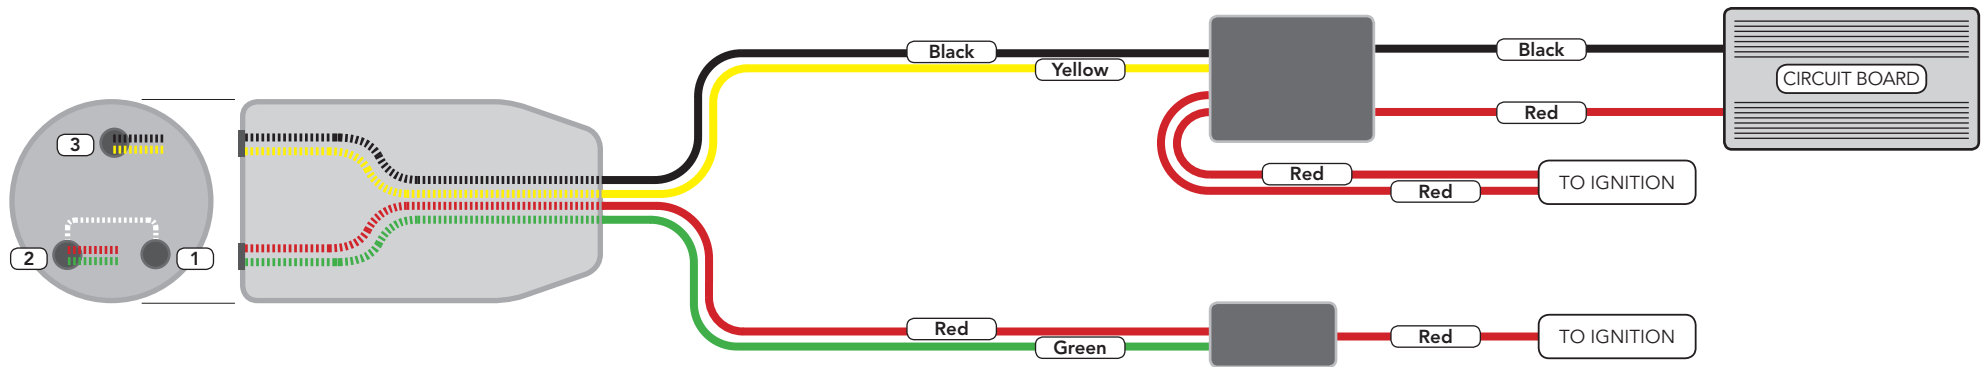 Black
Black
Yellow
CIRCUIT BOARD
Red
3
Red
TO IGNITION
Red
2
1
Red
Red
TO IGNITION
Green